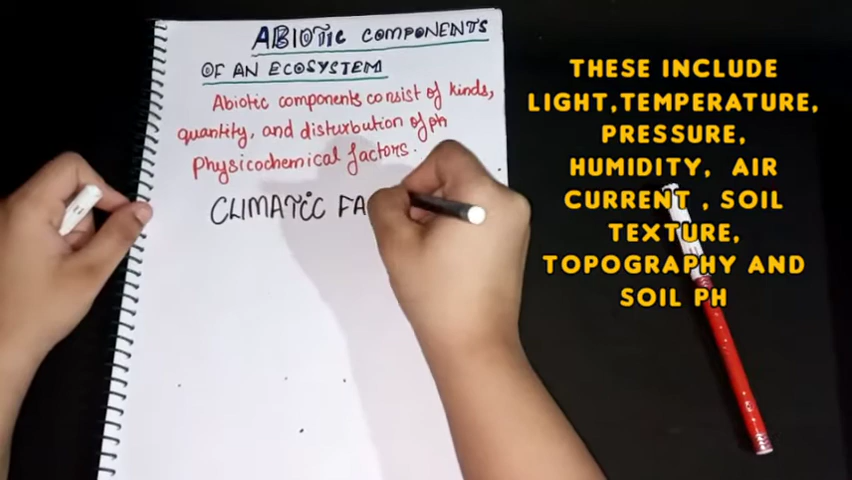 ABIOTIC COMPONENTS
OF AN ECOSYSTEM
Abiotic components consist of kinds,
quantity, and disturbution of ph
Physicochemical factors.
CLIMATIC FA
THESE INCLUDE
LIGHT,TEMPERATURE,
PRESSURE,
HUMIDITY, AIR
CURRENT , SOIL
TEXTURE,
TOPOGRAPHY AND
SOIL PH